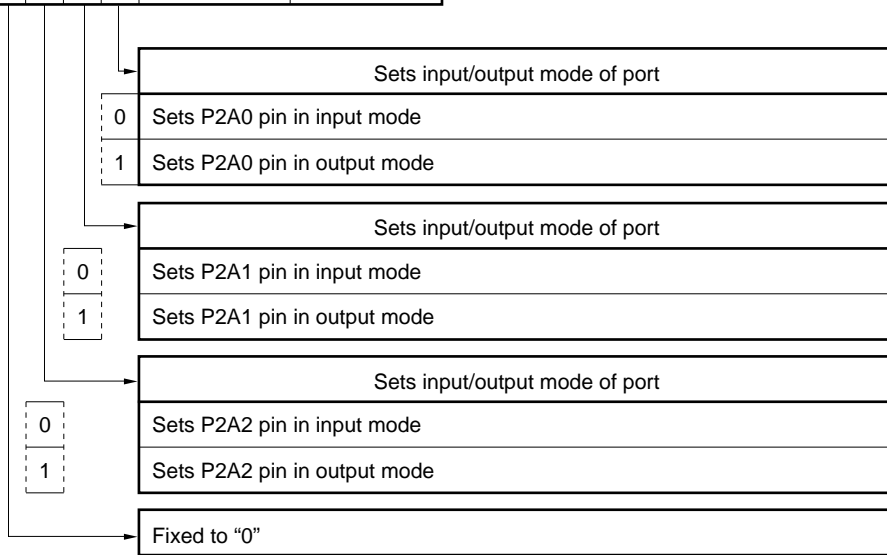 Sets input/output mode of port
0 Sets P2A0 pin in input mode
1 Sets P2A0 pin in output mode
Sets input/output mode of port
0 Sets P2A1 pin in input mode
1 Sets P2A1 pin in output mode
Sets input/output mode of port
0 Sets P2A2 pin in input mode
1 Sets P2A2 pin in output mode
Fixed to “0”